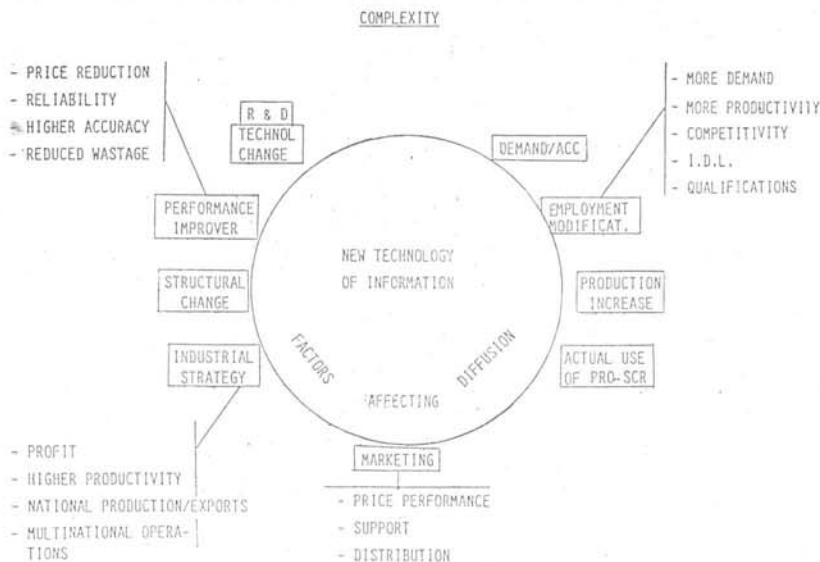 COMPLEXITY
- PRICE REDUCTION
- RELIABILITY
- HIGHER ACCURACY
- REDUCED WASTAGE
R & D
TECHNOL
CHANGE
DEMAND/ACC
- MORE DEMAND
- MORE PRODUCTIVITY
- COMPETITIVITY
- I.D.L.
- QUALIFICATIONS
PERFORMANCE
IMPROVER
EMPLOYMENT
MODIFICAT.
NEW TECHNOLOGY
OF INFORMATION
STRUCTURAL
CHANGE
PRODUCTION
INCREASE
INDUSTRIAL
STRATEGY
ACTUAL USE
OF PRO-SCR
FACTORS
AFFECTING
DIFFUSION
MARKETING
- PROFIT
- HIGHER PRODUCTIVITY
- NATIONAL PRODUCTION/EXPORTS
- MULTINATIONAL OPERA-
TIONS
- PRICE PERFORMANCE
- SUPPORT
- DISTRIBUTION